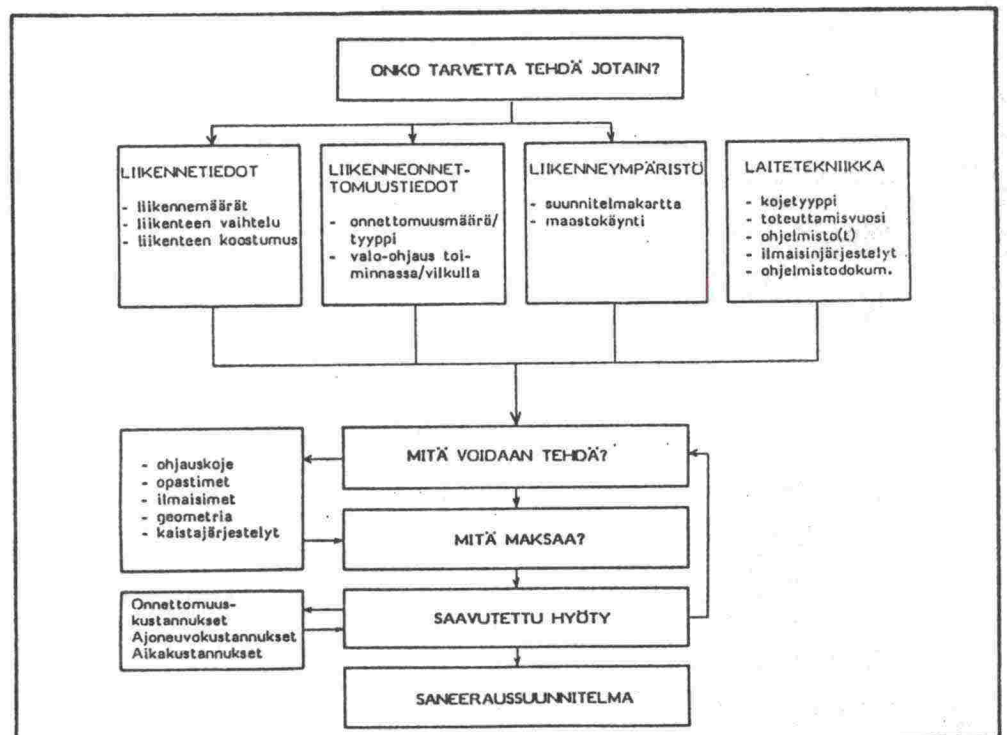 ONKO TARVETTA TEHDÄ JOTAIN?
LIIKENNETIEDOT
- liikennemäärät
- liikenteen vaihtelu
- liikenteen koostumus
LIIKENNEONNET-
TOMUUSTIEDOT
- onnettomuusmäärä/
tyyppi
- valo-ohjaus toi-
minnassa/vilkulla
LIIKENNEYMPÄRISTÖ
- suunnitelmakartta
- maastokäynti
LAITETEKNIIKKA
- kojetyyppi
- toteuttamisvuosi
- ohjelmisto(t)
- ilmaisinjärjestelyt
- ohjelmistodokum.
MITÄ VOIDAAN TEHDÄ?
- ohjauskoje
- opastimet
- ilmaisimet
- geometria
- kaistajärjestelyt
MITÄ MAKSAA?
Onnettomuus-
kustannukset
Ajoneuvokustannukset
Aikakustannukset
SAAVUTETTU HYÖTY
SANEERAUSSUUNNITELMA